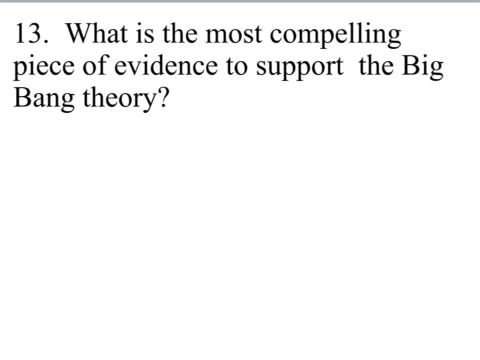 13.  What is the most compelling
piece of evidence to support  the Big
Bang theory?